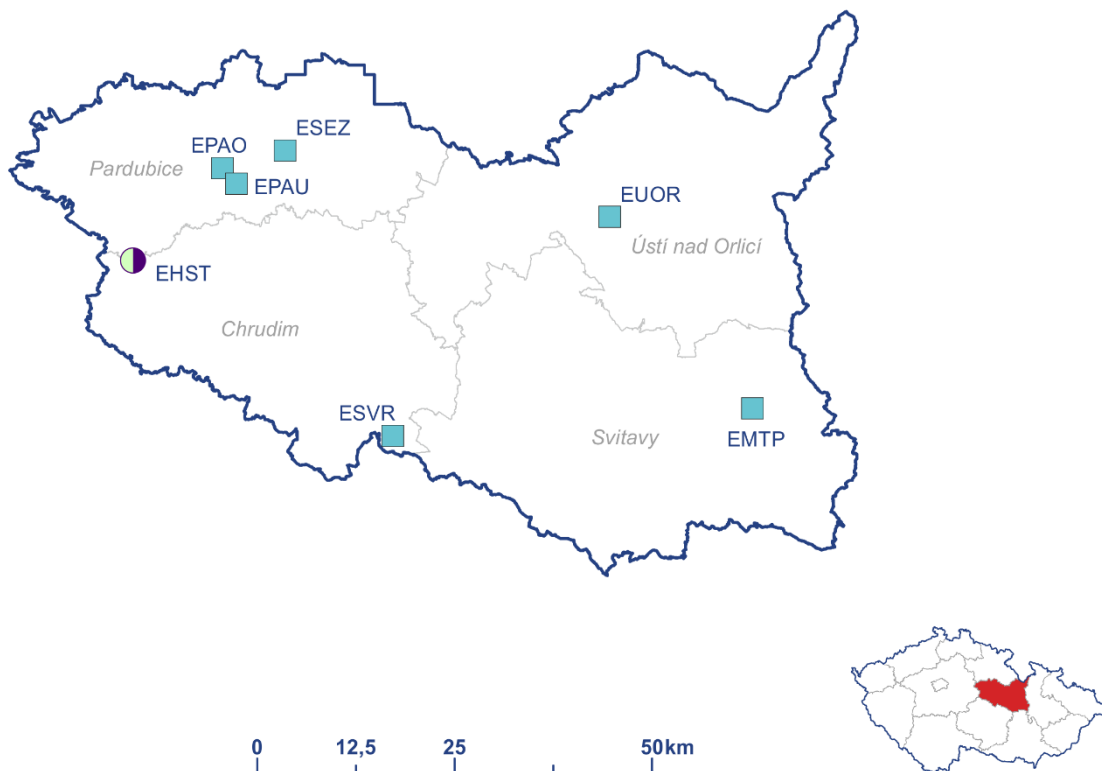 ESEZ
EPAO
Pardubice
EPAU
EUOR
Ústí nad Orlicí
EHST
Chrudim
ESVR
Svitavy
EMTP
0 12,5 25 50km